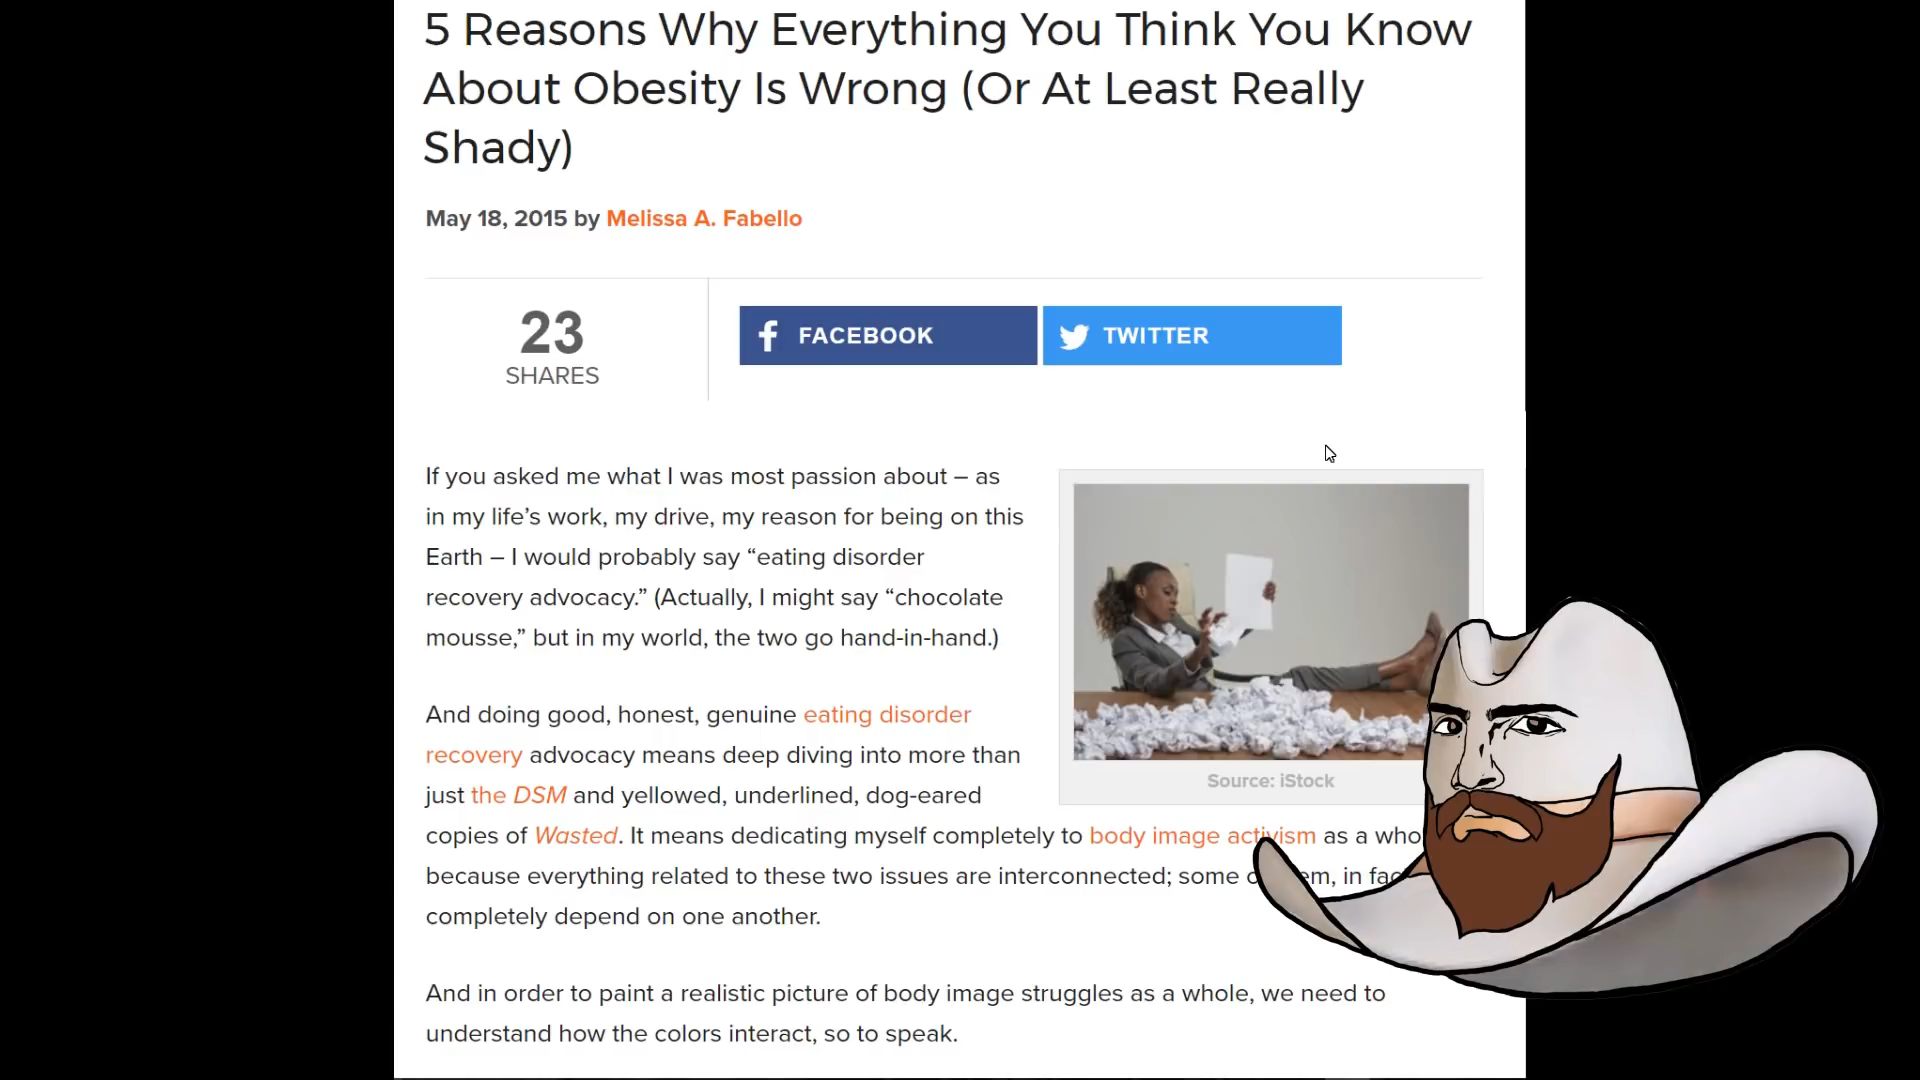 5 Reasons Why Everything You Think You Know
About Obesity Is Wrong (Or At Least Really
Shady)
May 18, 2015 by Melissa A. Fabello
23
SHARES
FACEBOOK
TWITTER
If you asked me what I was most passion about – as
in my life’s work, my drive, my reason for being on this
Earth – I would probably say “eating disorder
recovery advocacy.” (Actually, I might say “chocolate
mousse,” but in my world, the two go hand-in-hand.)
Source: iStock
And doing good, honest, genuine eating disorder
recovery advocacy means deep diving into more than
just the DSM and yellowed, underlined, dog-eared
copies of Wasted. It means dedicating myself completely to body image activism as a
because everything related to these two issues are interconnected; some
completely depend on one another.
And in order to paint a realistic picture of body image struggles as a whole, we need to
understand how the colors interact, so to speak.